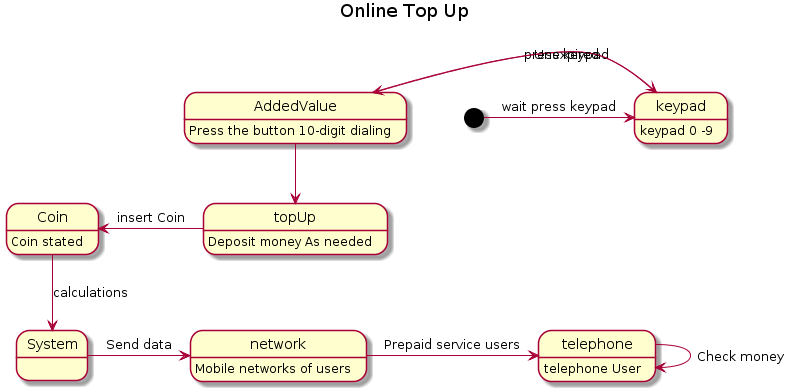 Online Top Up
press keypad
AddedValue
Press the button 10-digit dialing
wait press keypad
keypad
keypad 0 -9
Coin
Coin stated
insert Coin
topUp
Deposit money As needed
calculations
System
Send data
network
Mobile networks of users
Prepaid service users
telephone
telephone User
Check money